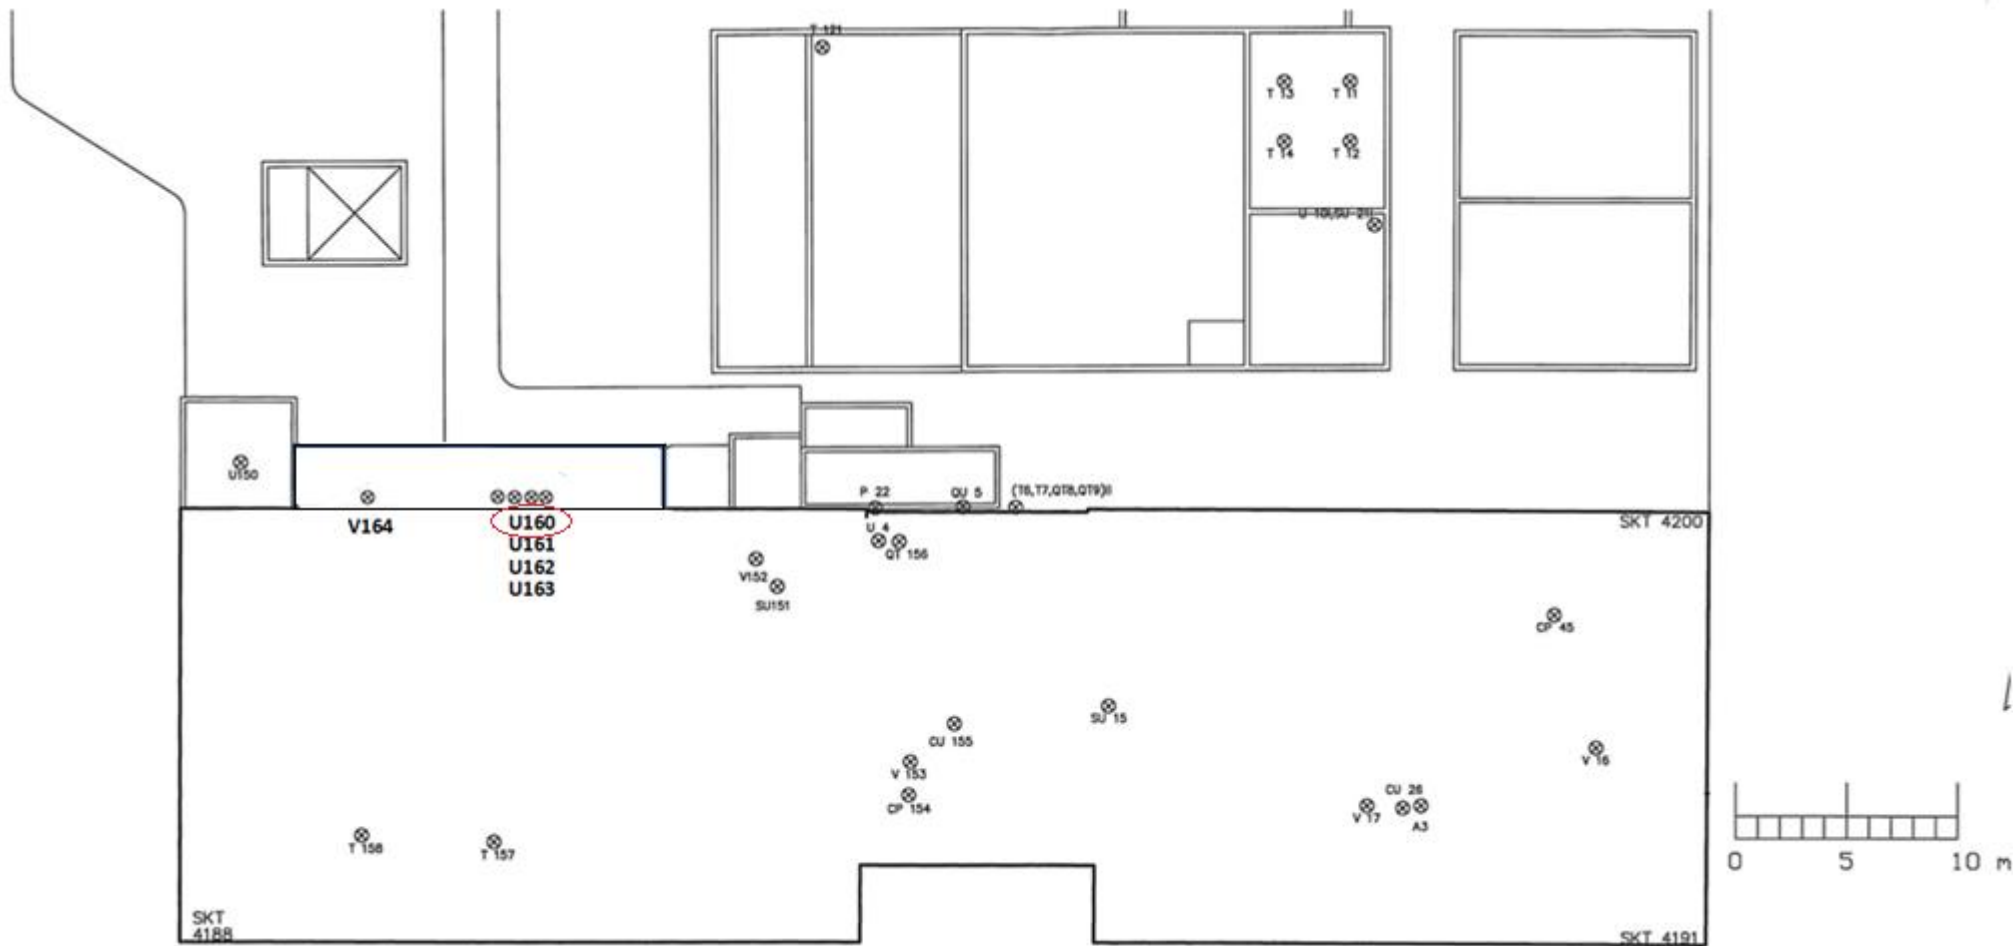 T 121
T 13
T 11
T 14
T 12
U150
P 22
QU 5
(T6,T7,QT8,QT9)II
V164
U160
U161
U162
U163
U 4
QT 156
V152
SU151
SKT 4200
CP 45
SU 15
CU 155
V 153
CP 154
V 16
CU 26
V 17
A3
T 158
T 157
0
5
10 m
SKT
4188
SKT 4191